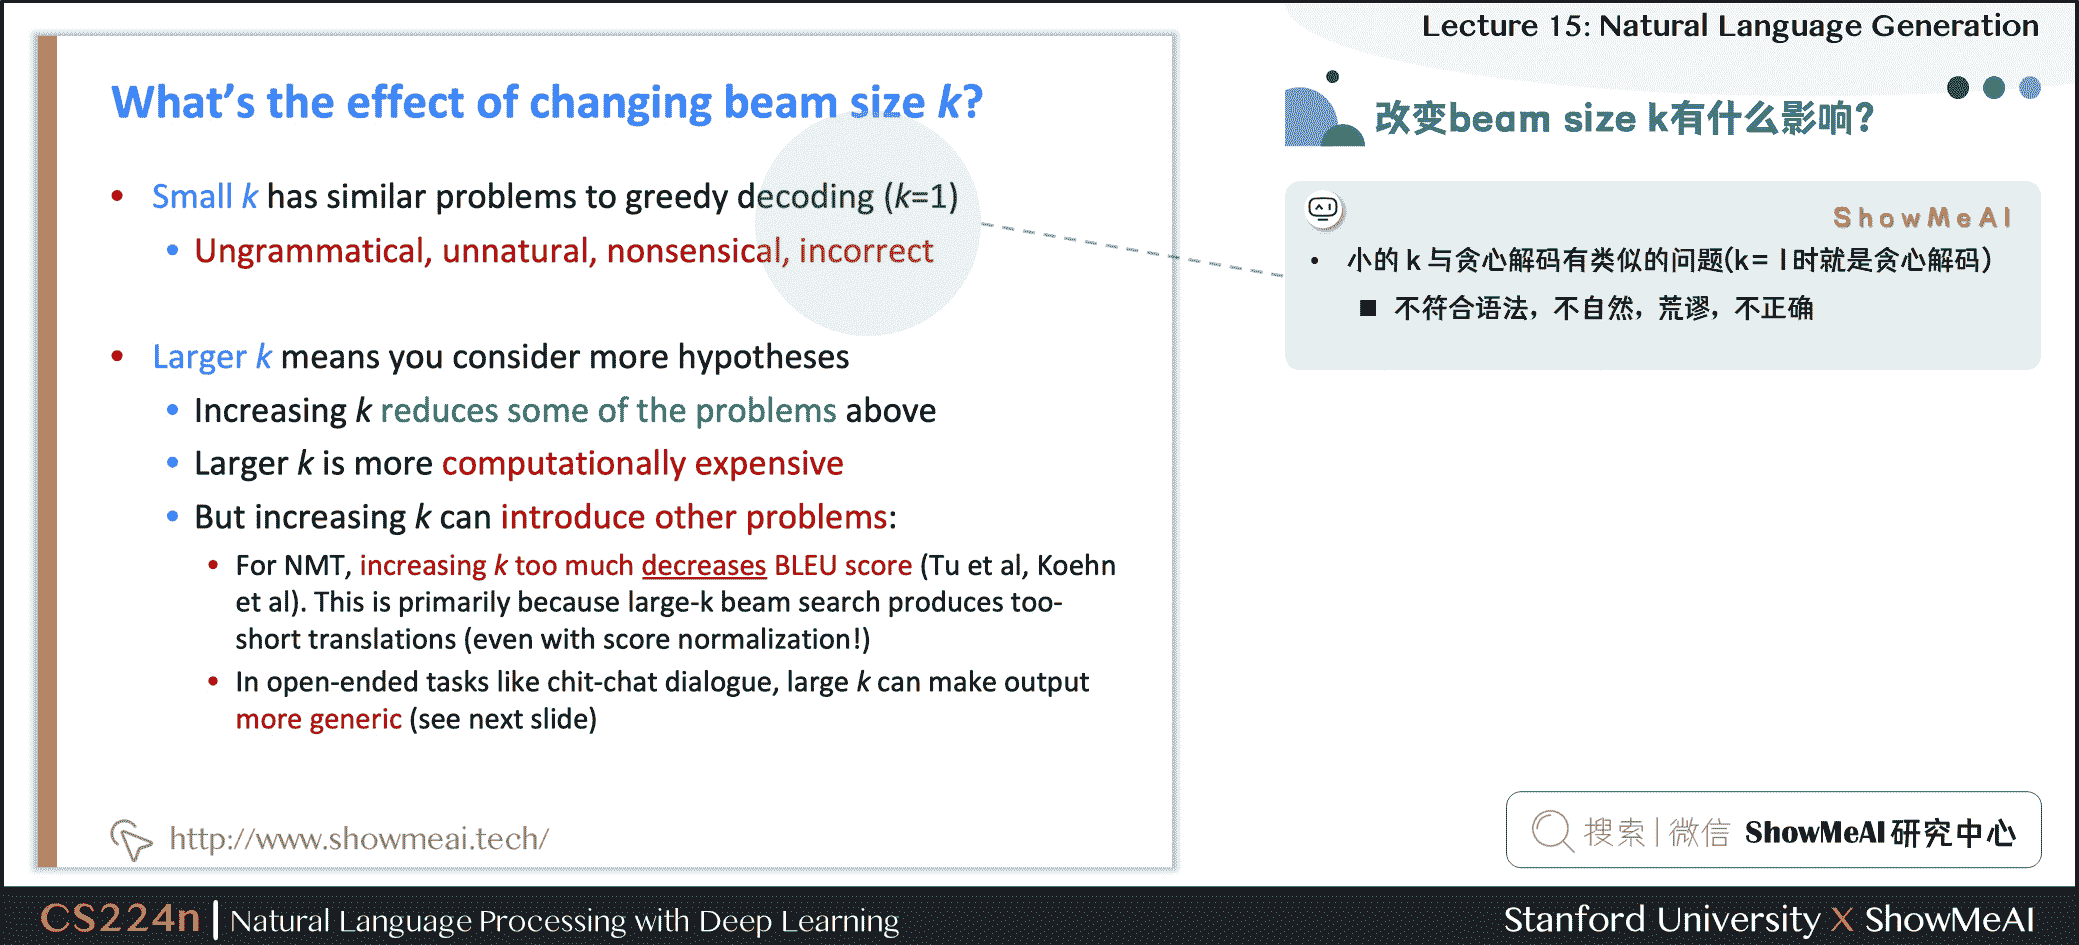 Lecture 15: Natural Language Generation
What's the effect of changing beam size k?
• Small k has similar problems to greedy decoding (k=1)
• Ungrammatical, unnatural, nonsensical, incorrect
• Larger k means you consider more hypotheses
• Increasing k reduces some of the problems above
• Larger k is more computationally expensive
• But increasing k can introduce other problems:
• For NMT, increasing k too much decreases BLEU score (Tu et al, Koehn
et al). This is primarily because large-k beam search produces too-
short translations (even with score normalization!)
• In open-ended tasks like chit-chat dialogue, large k can make output
more generic (see next slide)
http://www.showmeai.tech/
改变beam size k有什么影响?
ShowMeAI
• 小的 k 与贪心解码有类似的问题(k= 1时就是贪心解码)
■ 不符合语法，不自然，荒谬，不正确
搜索|微信 ShowMeAI 研究中心
CS224n | Natural Language Processing with Deep Learning
Stanford University X ShowMeAI